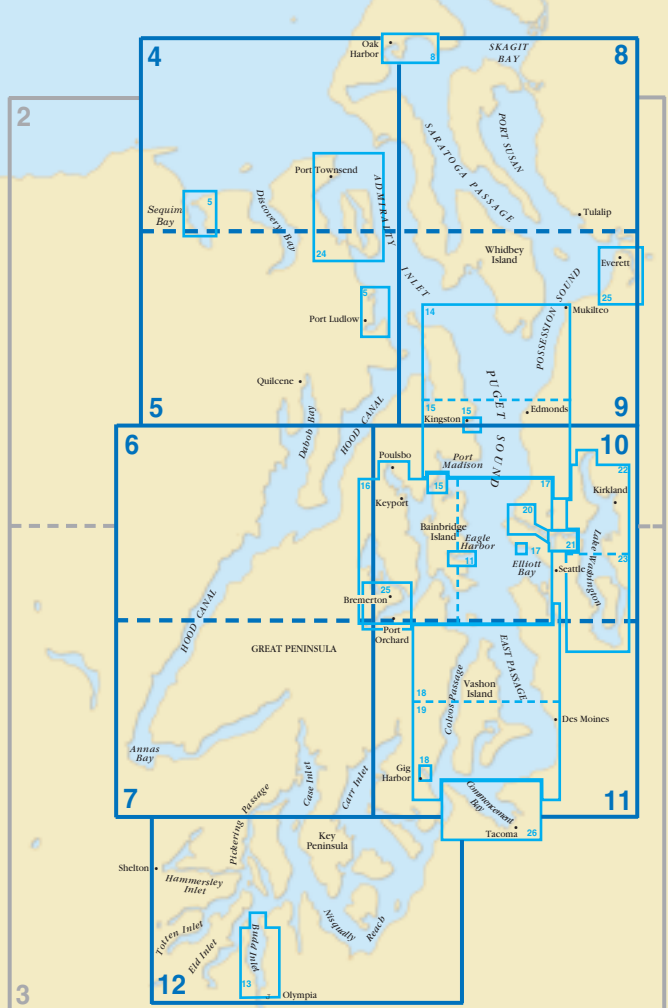 4
Oak
Harbor
8
SKAGIT
BAY
8
2
PORT SUSAN
SARATOGA PASSAGE
Port Townsend
ADMIRALTY
INLET
5
Sequim
Bay
Discovery Bay
24
Tulalip
Whidbey
Island
Everett
25
5
Port Ludlow
14
POSSESSION SOUND
Mukilteo
Quilcene
PUGET SOUND
15
15
Kingston
Edmonds
5
9
Dabob Bay
HOOD CANAL
6
10
Poulsbo
Port
Madison
16
15
17
22
Keyport
Kirkland
20
Bainbridge
Island
Eagle
Harbor
11
17
21
23
Elliott
Bay
Seattle
Lake Washington
25
Bremerton
Port
Orchard
HOOD CANAL
GREAT PENINSULA
EAST PASSAGE
Colvos Passage
Vashon
Island
18
19
Des Moines
Annas
Bay
18
Gig
Harbor
Case Inlet
Carr Inlet
Pickering Passage
7
11
Commencement
Bay
Tacoma
26
Key
Peninsula
Shelton
Hammersley
Inlet
Totten Inlet
Eld Inlet
Budd Inlet
Nisqually
Reach
13
Olympia
12
3